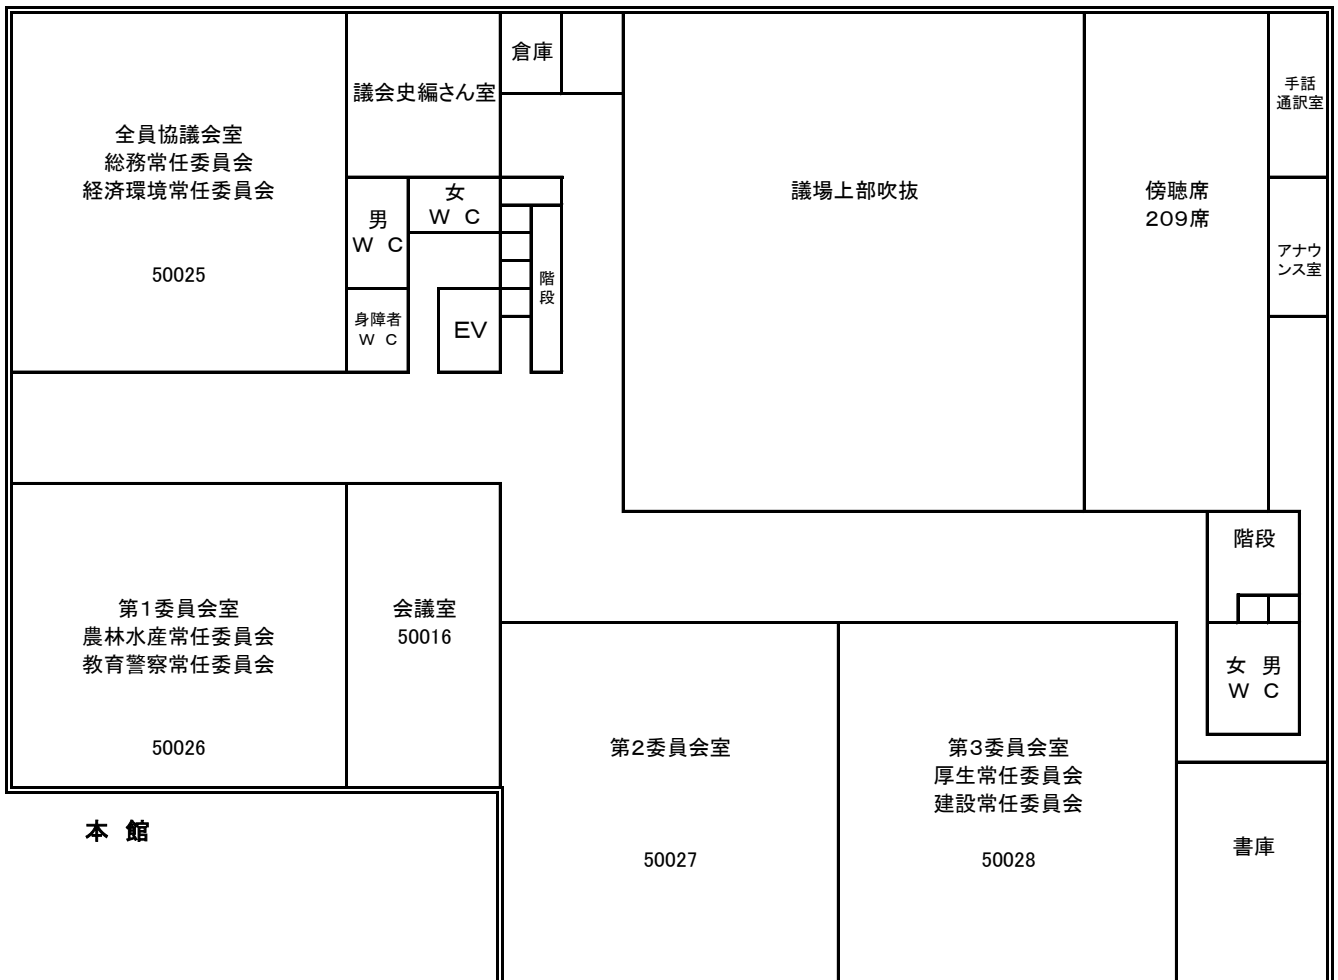 全員協議会室
総務常任委員会
経済環境常任委員会
50025
議会史編さん室
倉庫
男
W C
女
W C
身障者
W C
EV
階
段
議場上部吹抜
傍聴席
209席
手話
通訳室
アナウ
ンス室
第1委員会室
農林水産常任委員会
教育警察常任委員会
50026
会議室
50016
第2委員会室
50027
第3委員会室
厚生常任委員会
建設常任委員会
50028
階段
女 男
W C
書庫
本 館